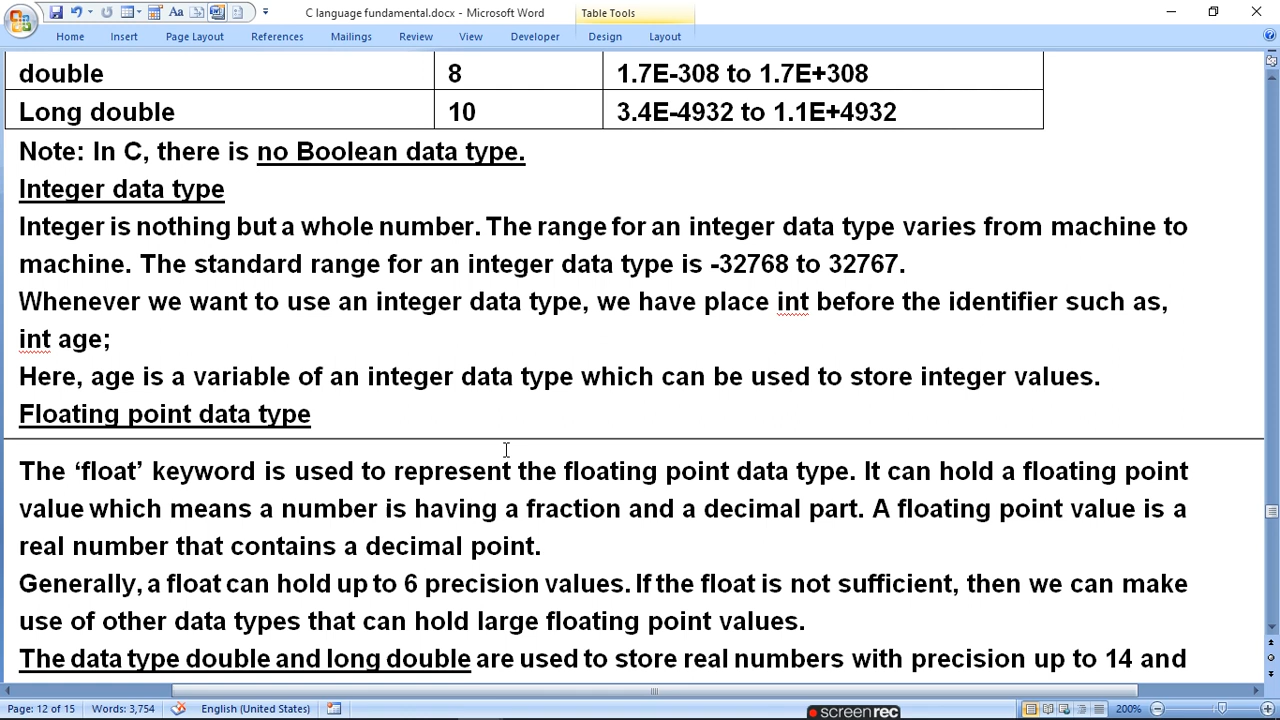 C language fundamental.docx - Microsoft Word
Table Tools
Home Insert Page Layout References Mailings Review View Developer Design Layout
double 8 1.7E-308 to 1.7E+308
Long double 10 3.4E-4932 to 1.1E+4932
Note: In C, there is no Boolean data type.
Integer data type
Integer is nothing but a whole number. The range for an integer data type varies from machine to
machine. The standard range for an integer data type is -32768 to 32767.
Whenever we want to use an integer data type, we have place int before the identifier such as,
int age;
Here, age is a variable of an integer data type which can be used to store integer values.
Floating point data type
The ‘float’ keyword is used to represent the floating point data type. It can hold a floating point
value which means a number is having a fraction and a decimal part. A floating point value is a
real number that contains a decimal point.
Generally, a float can hold up to 6 precision values. If the float is not sufficient, then we can make
use of other data types that can hold large floating point values.
The data type double and long double are used to store real numbers with precision up to 14 and
Page: 12 of 15 Words: 3,754 English (United States) 200%
screenrec